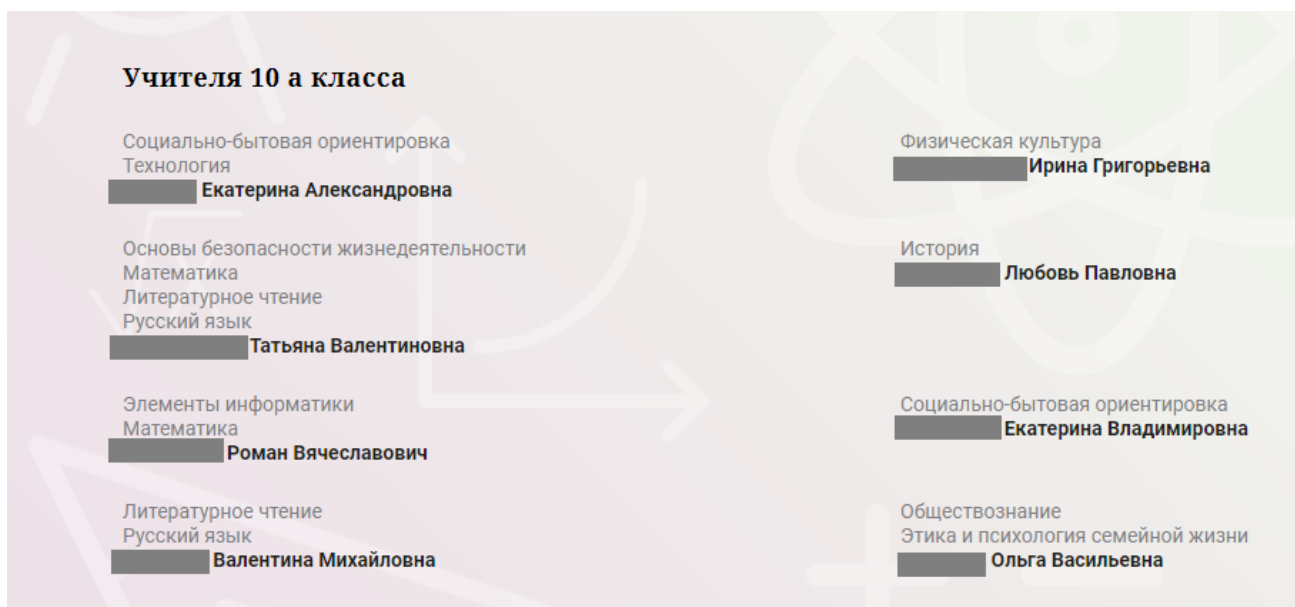 Учителя 10 а класса
Социально-бытовая ориентировка
Технология
Екатерина Александровна
Физическая культура
Ирина Григорьевна
Основы безопасности жизнедеятельности
Математика
Литературное чтение
Русский язык
Татьяна Валентиновна
История
Любовь Павловна
Элементы информатики
Математика
Роман Вячеславович
Социально-бытовая ориентировка
Екатерина Владимировна
Литературное чтение
Русский язык
Валентина Михайловна
Обществознание
Этика и психология семейной жизни
Ольга Васильевна